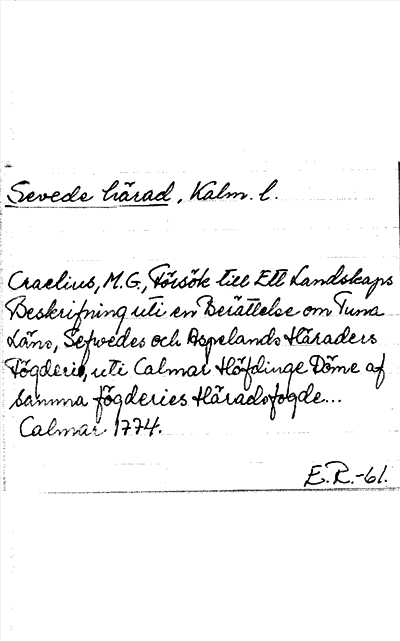 Sevede härad, Kalm. l.
Craelius, M.G., Försök till Ett Landskaps
Beskrifning uti en Berättelse om Tuna
Läns, Sefwedes och Aspelands Häraders
Fögderie, uti Calmar Höfdinge Döme af
Samma fögderies Häradsfogde...
Calmar 1774.
E.R.-61.